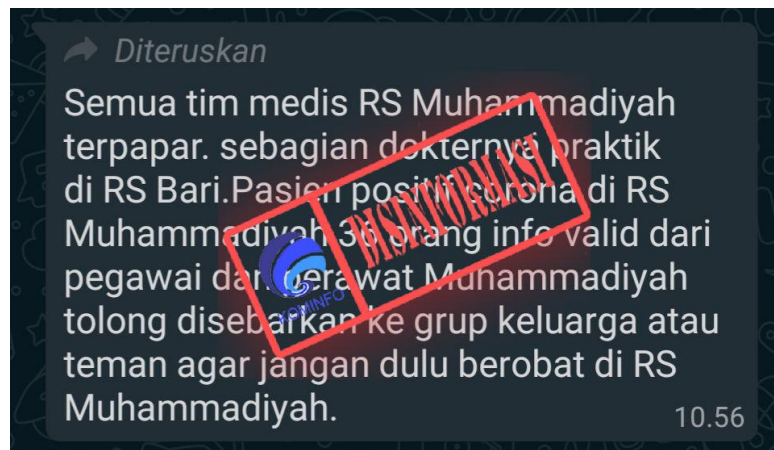 Diteruskan
Semua tim medis RS Muhammadiyah
terpapar. sebagian dokternya praktik
di RS Bari.Pasien positif corona di RS
Muhammadiyah 36 orang info valid dari
pegawai dan perawat Muhammadiyah
tolong disebarkan ke grup keluarga atau
teman agar jangan dulu berobat di RS
Muhammadiyah.
10.56
KOMINFO
DISINFORMASI